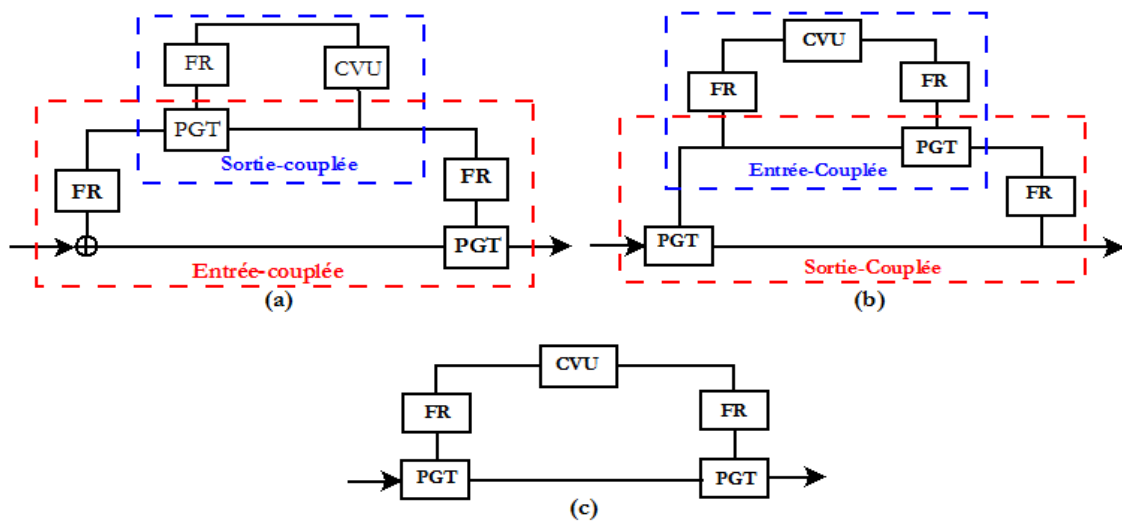 FR
CVU
PGT
Sortie-couplée
FR
FR
PGT
Entrée-couplée
(a)
CVU
FR
FR
PGT
Entrée-Couplée
FR
PGT
Sortie-Couplée
(b)
CVU
FR
FR
PGT
PGT
(c)